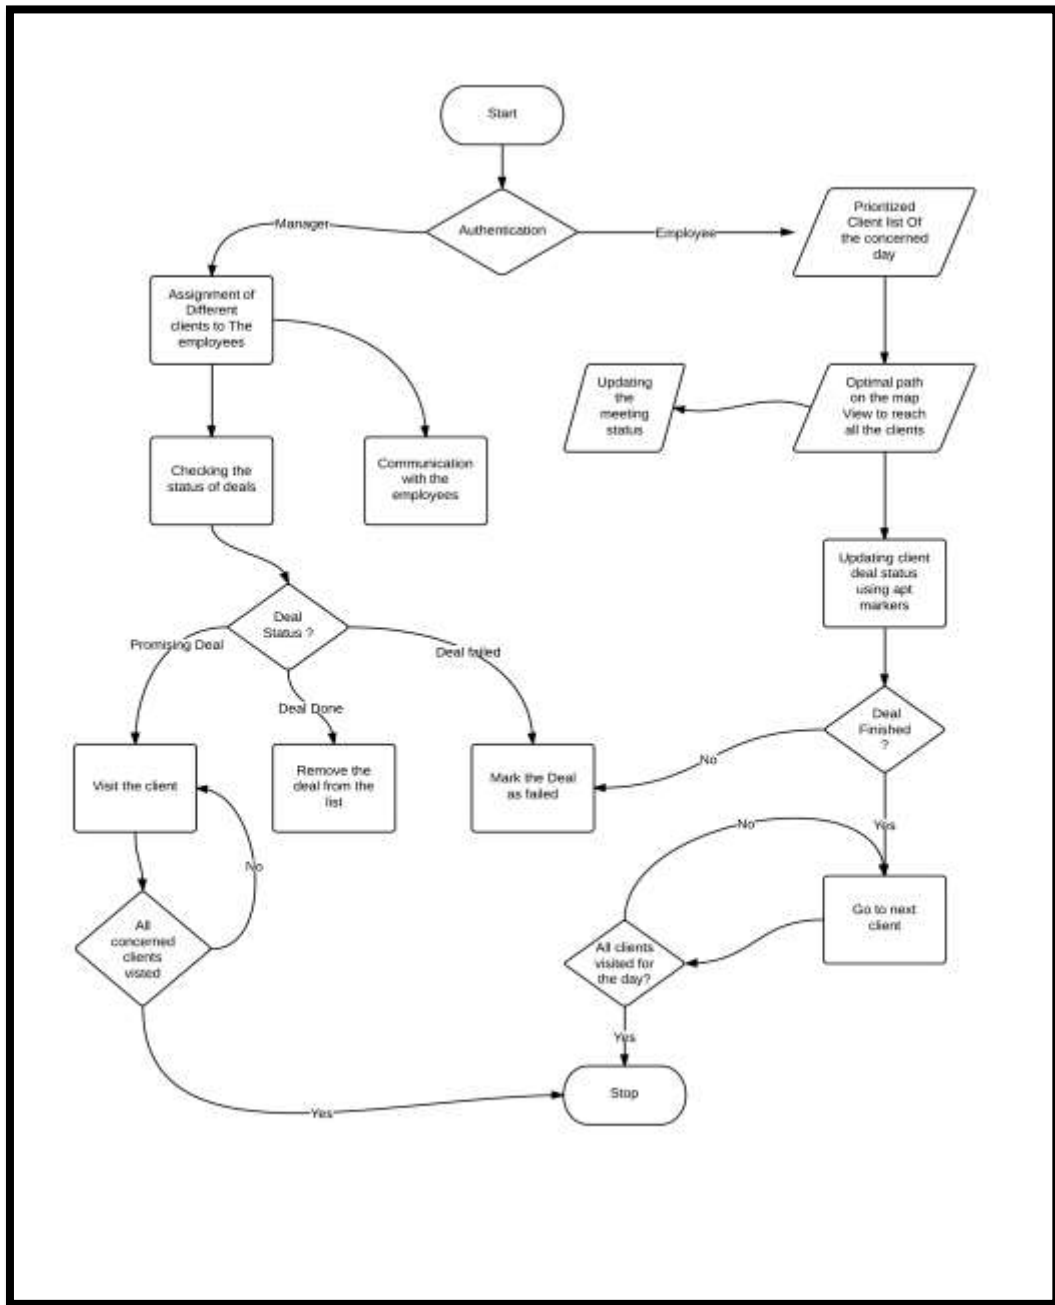 Start
Authentication
Manager
Employee
Prioritized
Client list Of
the concerned
day
Assignment of
Different
clients to The
employees
Updating
the
meeting
status
Optimal path
on the map
View to reach
all the clients
Checking the
status of deals
Communication
with the
employees
Updating client
deal status
using apt
markers
Deal
Status ?
Promising Deal
Deal failed
Deal Done
Deal
Finished
?
No
Yes
Visit the client
Remove the
deal from the
list
Mark the Deal
as failed
No
No
Go to next
client
All
concerned
clients
visted
All clients
visited for
the day?
Yes
Yes
Stop